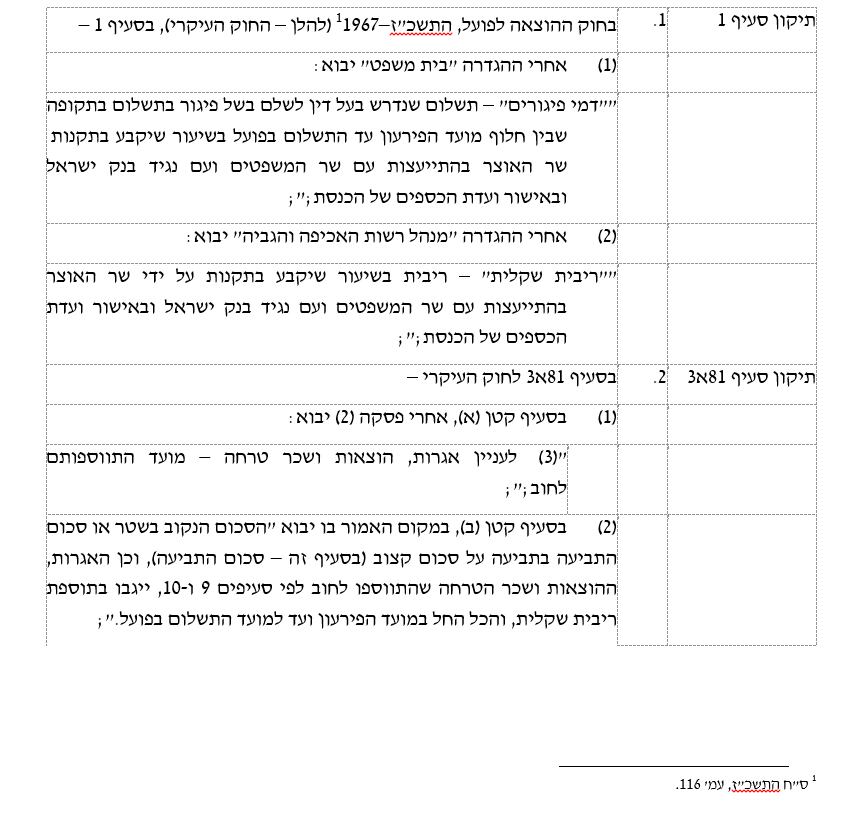 תיקון סעיף 1 1. בחוק ההוצאה לפועל, התשכ״ז–1967¹ (להלן – החוק העיקרי), בסעיף 1 –
(1) אחרי ההגדרה ״בית משפט״ יבוא:
״״דמי פיגורים״ – תשלום שנדרש בעל דין לשלם בשל פיגור בתשלום בתקופה
שבין חלוף מועד הפירעון עד התשלום בפועל בשיעור שיקבע בתקנות
שר האוצר בהתייעצות עם שר המשפטים ועם נגיד בנק ישראל
ובאישור ועדת הכספים של הכנסת;״;
(2) אחרי ההגדרה ״מנהל רשות האכיפה והגביה״ יבוא:
״״ריבית שקלית״ – ריבית בשיעור שיקבע בתקנות על ידי שר האוצר
בהתייעצות עם שר המשפטים ועם נגיד בנק ישראל ובאישור ועדת
הכספים של הכנסת;״;
תיקון סעיף 81א3 2. בסעיף 81א3 לחוק העיקרי –
(1) בסעיף קטן (א), אחרי פסקה (2) יבוא:
״(3) לעניין אגרות, הוצאות ושכר טרחה – מועד התווספותם
לחוב;״;
(2) בסעיף קטן (ב), במקום האמור בו יבוא ״הסכום הנקוב בשטר או סכום
התביעה בתביעה על סכום קצוב (בסעיף זה – סכום התביעה), וכן האגרות,
ההוצאות ושכר הטרחה שהתווספו לחוב לפי סעיפים 9 ו-10, ייגבו בתוספת
ריבית שקלית, והכל החל במועד הפירעון ועד למועד התשלום בפועל.״;
¹ ס״ח התשכ״ז, עמ׳ 116.